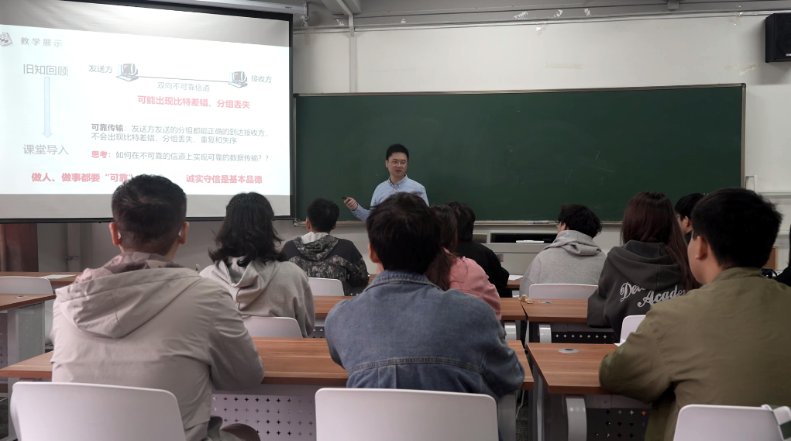 教学展示
旧知回顾
发送方
接收方
双向不可靠信道
可能出现比特差错、分组丢失
可靠传输：发送方发送的分组都能正确的到达接收方，
不会出现比特差错、分组丢失、重复和失序
课堂导入
思考：如何在不可靠的信道上实现可靠的数据传输？？
做人、做事都要“可靠
诚实守信是基本品德
De
Acad